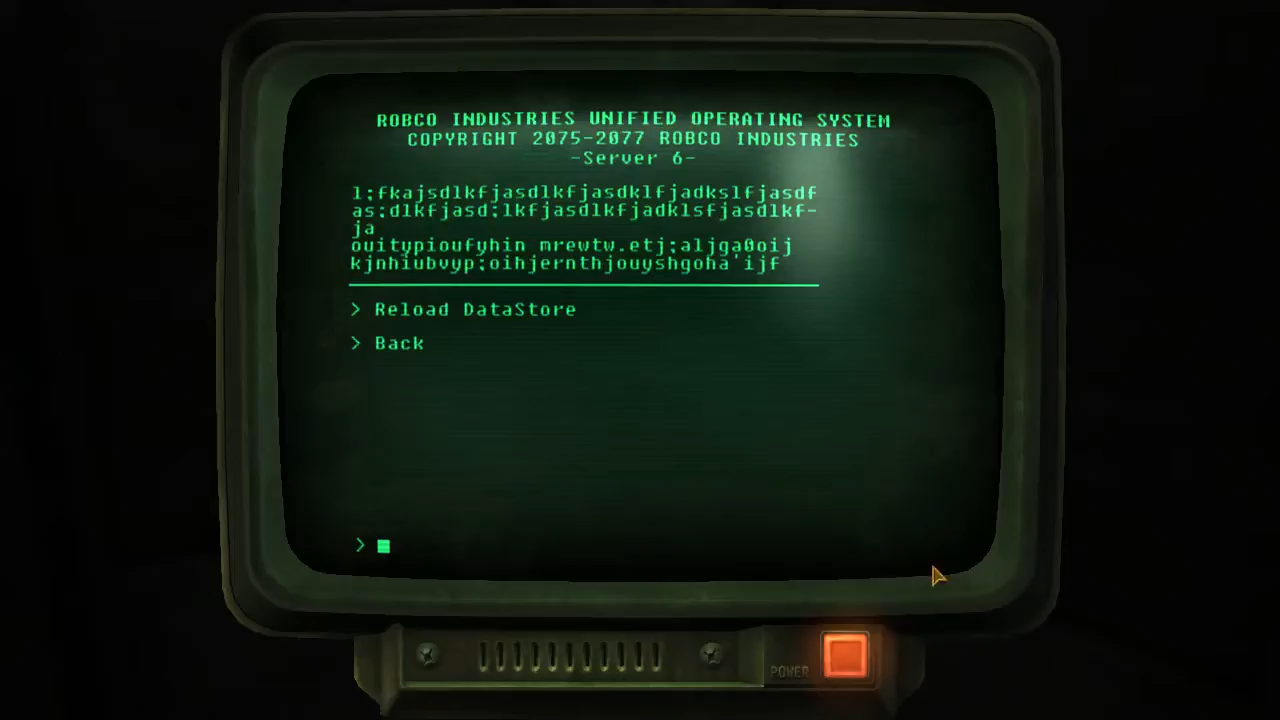 ROBCO INDUSTRIES UNIFIED OPERATING SYSTEM
COPYRIGHT 2075-2077 ROBCO INDUSTRIES
-Server 6-
l;fkajsdlkfjasdlkfjasdklfjadkslfjasdf
as;dlkfjasd;lkfjasdlkfjadklsfjasdlkf-
ja
ouitypioufyhin mrewtw.etj;aljga0oij
kjnhiubvyp;oihjernthjouyshgoha'ijf
> Reload DataStore
> Back
>
POWER